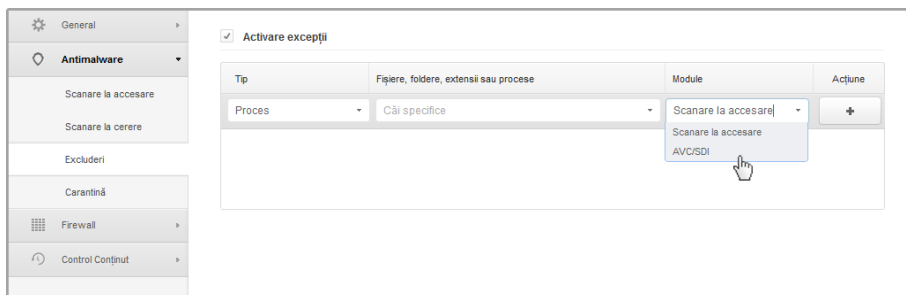 General
Antimalware
Scanare la accesare
Scanare la cerere
Excluderi
Carantină
Firewall
Control Conținut
Activare excepții
Tip Fișiere, foldere, extensii sau procese Module Acțiune
Proces Căi specifice Scanare la accesare +
Scanare la accesare
AVC/SDI